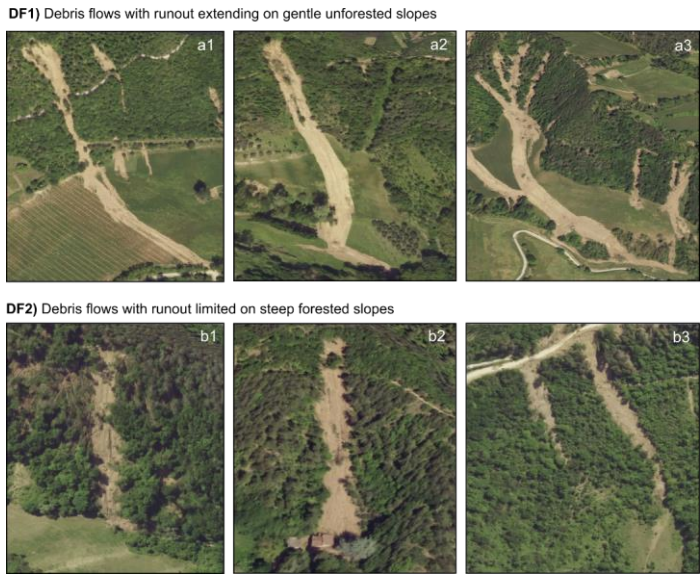 DF1) Debris flows with runout extending on gentle unforested slopes
a1
a2
a3
DF2) Debris flows with runout limited on steep forested slopes
b1
b2
b3